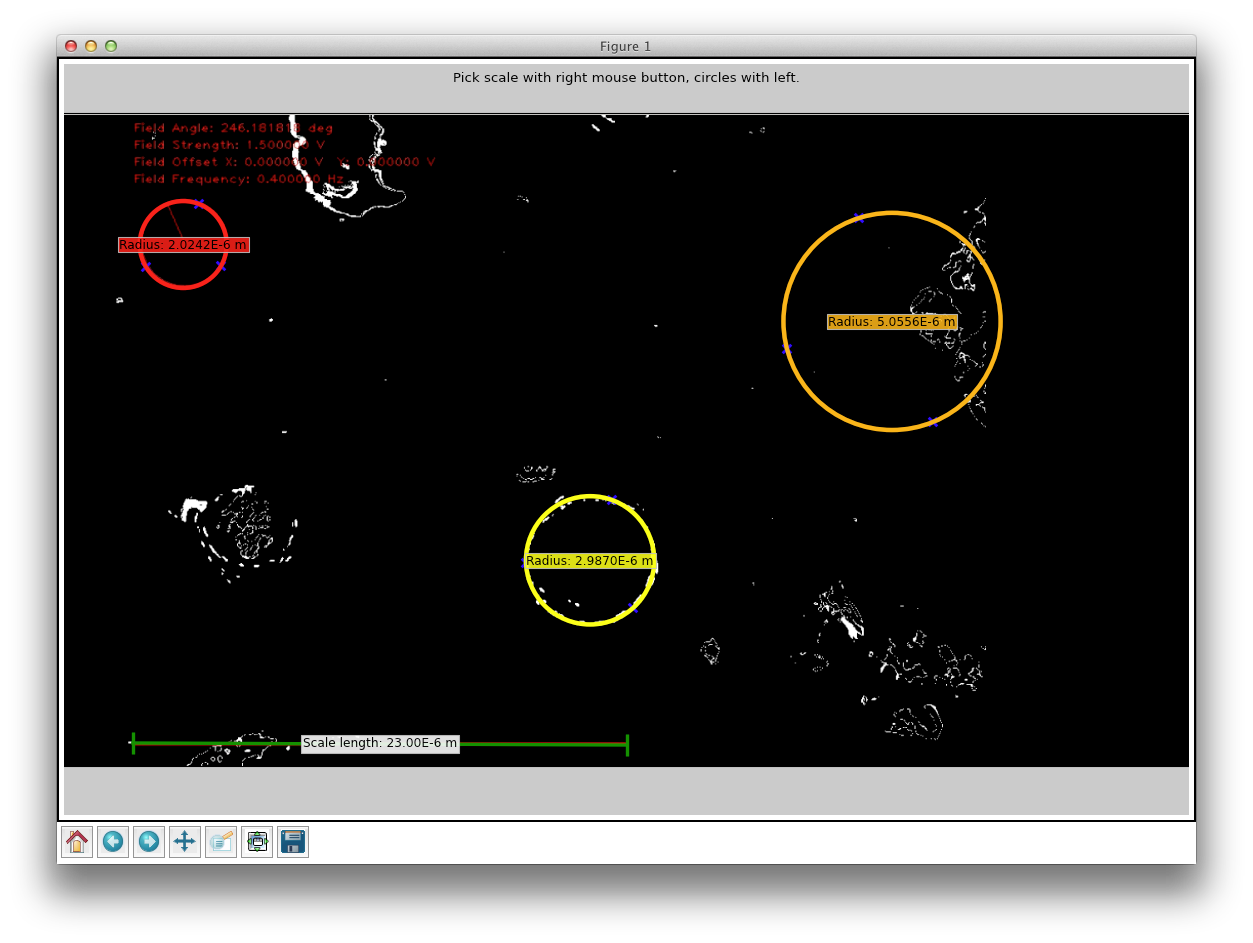 Figure 1
Pick scale with right mouse button, circles with left.
Field Angle: 246.181818 deg
Field Strength: 1.500000 V
Field Offset X: 0.000000 V Y: 0.000000 V
Field Frequency: 0.400000 Hz
Radius: 2.0242E-6 m
Radius: 5.0556E-6 m
Radius: 2.9870E-6 m
Scale length: 23.00E-6 m